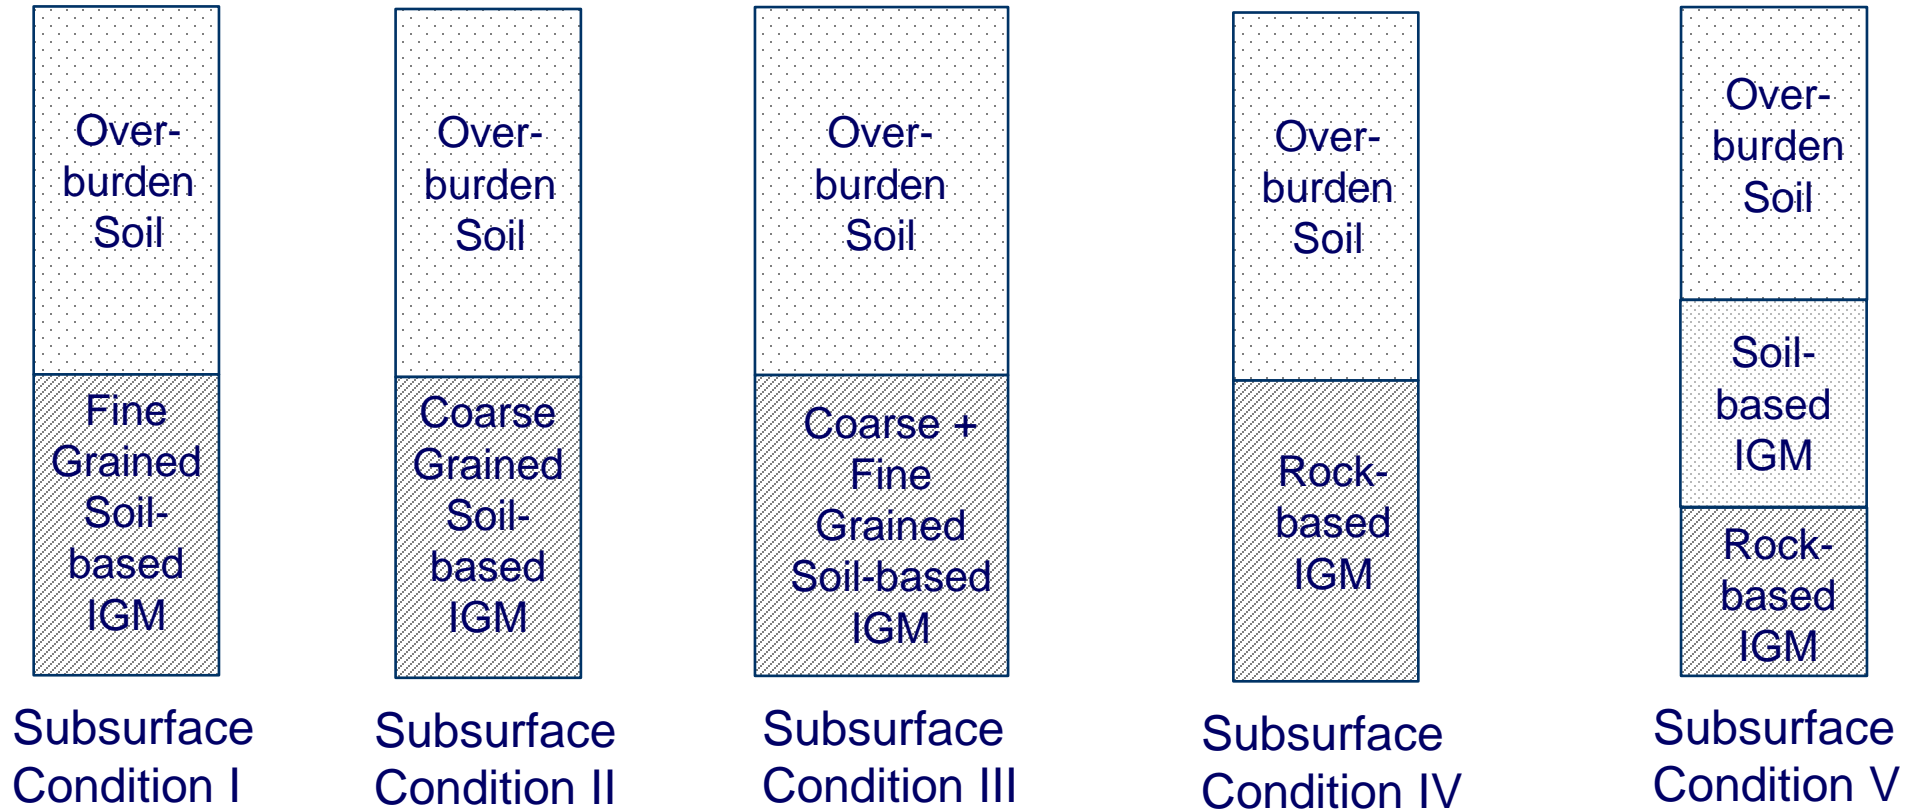 Over-
burden
Soil
Fine
Grained
Soil-
based
IGM
Subsurface
Condition I
Over-
burden
Soil
Coarse
Grained
Soil-
based
IGM
Subsurface
Condition II
Over-
burden
Soil
Coarse +
Fine
Grained
Soil-based
IGM
Subsurface
Condition III
Over-
burden
Soil
Rock-
based
IGM
Subsurface
Condition IV
Over-
burden
Soil
Soil-
based
IGM
Rock-
based
IGM
Subsurface
Condition V